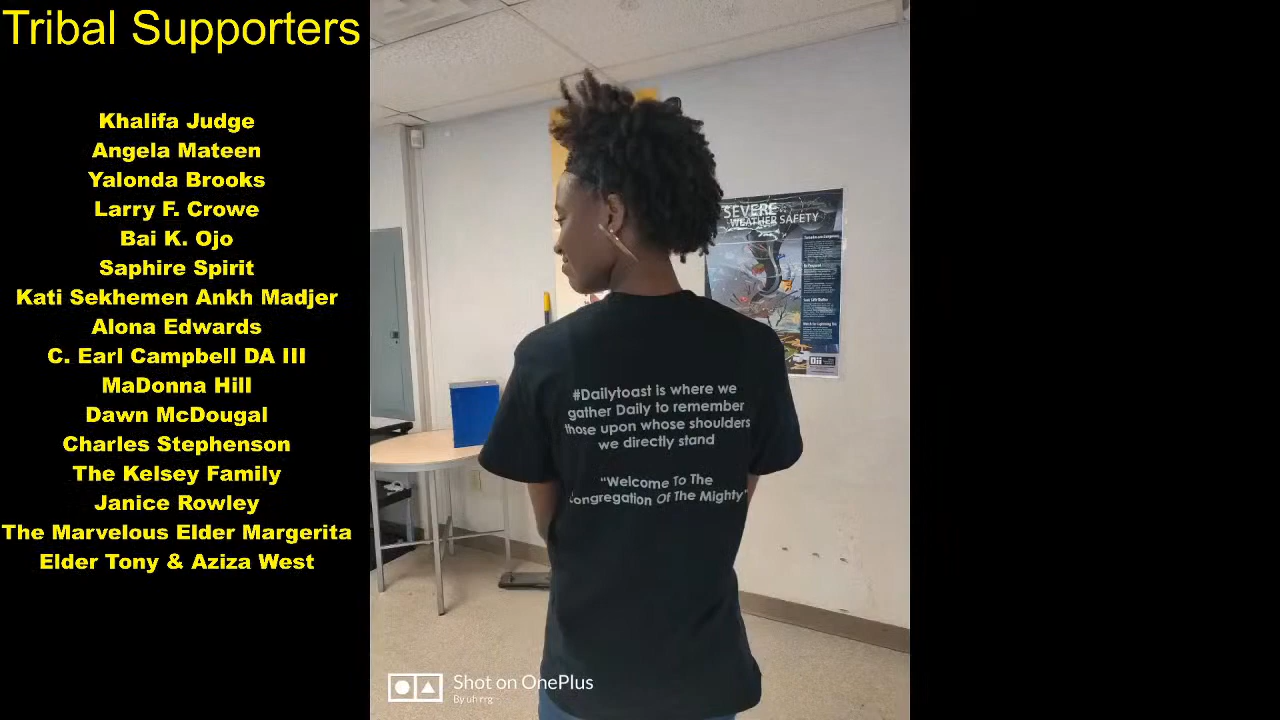 Tribal Supporters
Khalifa Judge
Angela Mateen
Yalonda Brooks
Larry F. Crowe
Bai K. Ojo
Saphire Spirit
Kati Sekhemen Ankh Madjer
Alona Edwards
C. Earl Campbell DA III
MaDonna Hill
Dawn McDougal
Charles Stephenson
The Kelsey Family
Janice Rowley
The Marvelous Elder Margerita
Elder Tony & Aziza West
SEVERE
WEATHER SAFETY
#Dailytoast is where we
gather Daily to remember
those upon whose shoulders
we directly stand
"Welcome To The
Congregation Of The Mighty"
Shot on OnePlus
By uh rrg